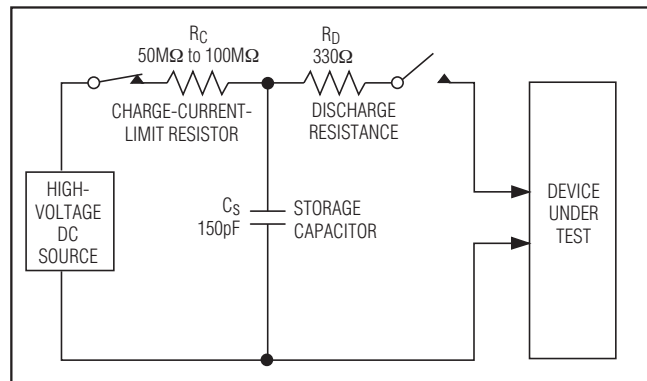 R_C
50MΩ to 100MΩ
CHARGE-CURRENT-
LIMIT RESISTOR
R_D
330Ω
DISCHARGE
RESISTANCE
HIGH-
VOLTAGE
DC
SOURCE
C_S
150pF
STORAGE
CAPACITOR
DEVICE
UNDER
TEST